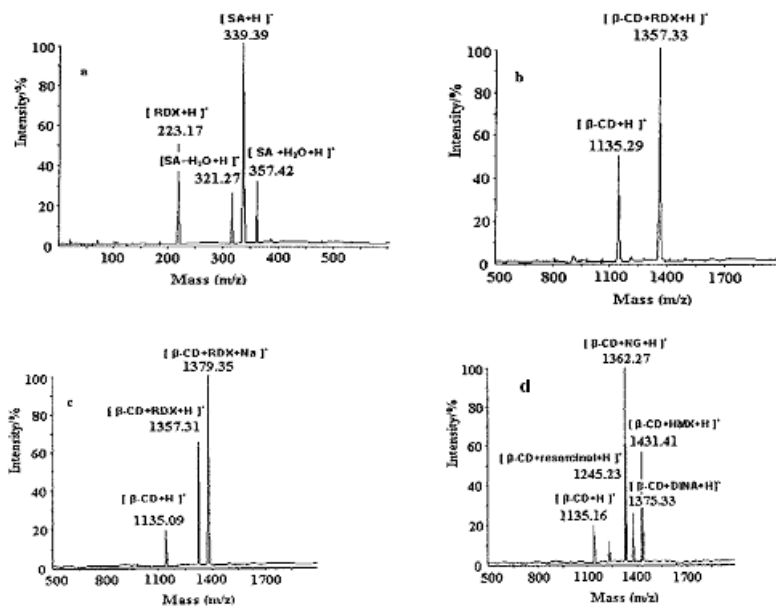 [ SA+H ]+
339.39
a
[ RDX+H ]+
223.17
[SA-H₂O+H ]+
321.27
[ SA +H₂O+H ]+
357.42
Intensity/%
100
80
60
40
20
0
100 200 300 400 500
Mass (m/z)
[ β-CD+RDX+H ]+
1357.33
b
[ β-CD+H ]+
1135.29
Intensity/%
100
80
60
40
20
0
500 800 1100 1400 1700
Mass (m/z)
[ β-CD+RDX+Na ]+
1379.35
c
[ β-CD+RDX+H ]+
1357.31
[ β-CD+H ]+
1135.09
Intensity/%
100
80
60
40
20
0
500 800 1100 1400 1700
Mass (m/z)
[ β-CD+NG+H ]+
1362.27
d
[ β-CD+HMX+H ]+
1431.41
[ β-CD+resorcinol+H ]+
1245.23
[ β-CD+DINA+H]+
1375.33
[ β-CD+H ]+
1135.16
Intensity/%
100
80
60
40
20
0
500 800 1100 1400 1700
Mass (m/z)